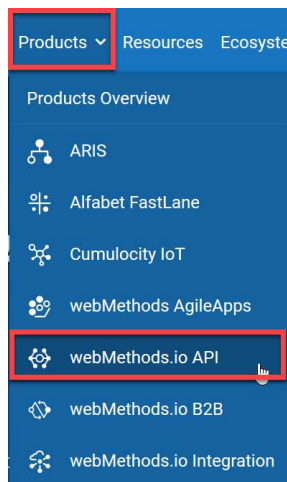 Products Resources Ecosyste
Products Overview
ARIS
Alfabet FastLane
Cumulocity IoT
webMethods AgileApps
webMethods.io API
webMethods.io B2B
webMethods.io Integration